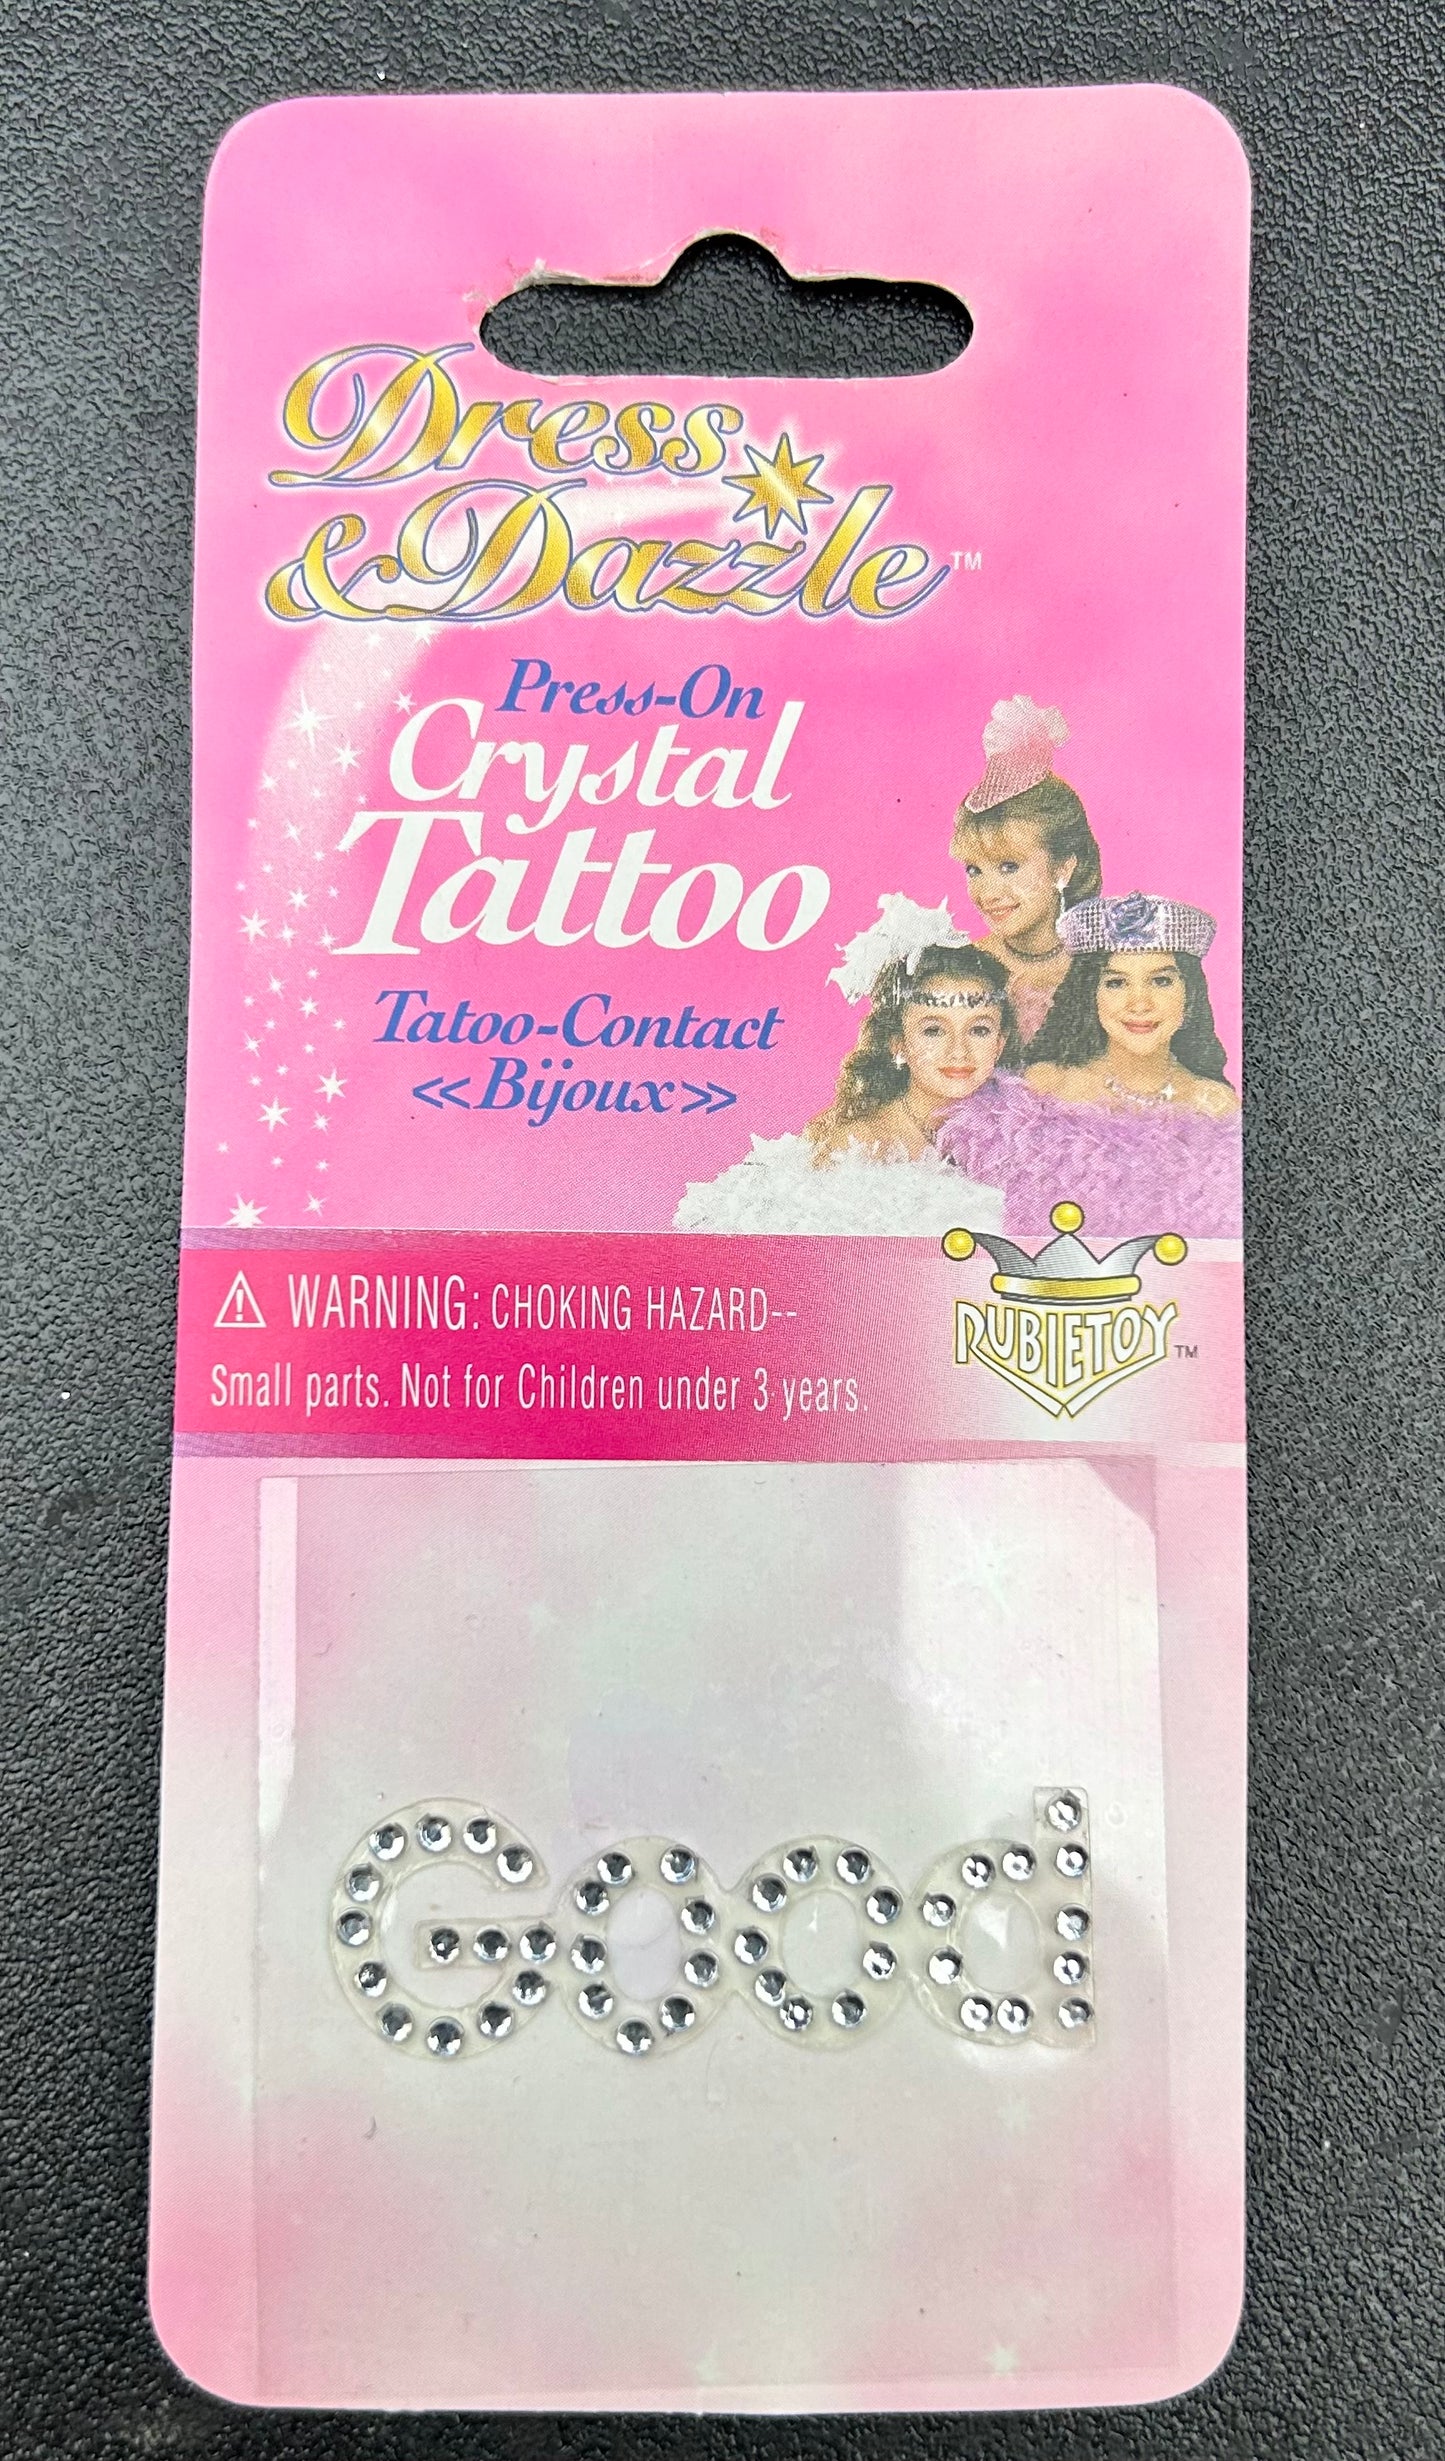 Dress
& Dazzle™
Press-On
Crystal
Tattoo
Tatoo-Contact
<<Bijoux>>
WARNING: CHOKING HAZARD--
Small parts. Not for Children under 3 years.
RUBIETOY™
Good